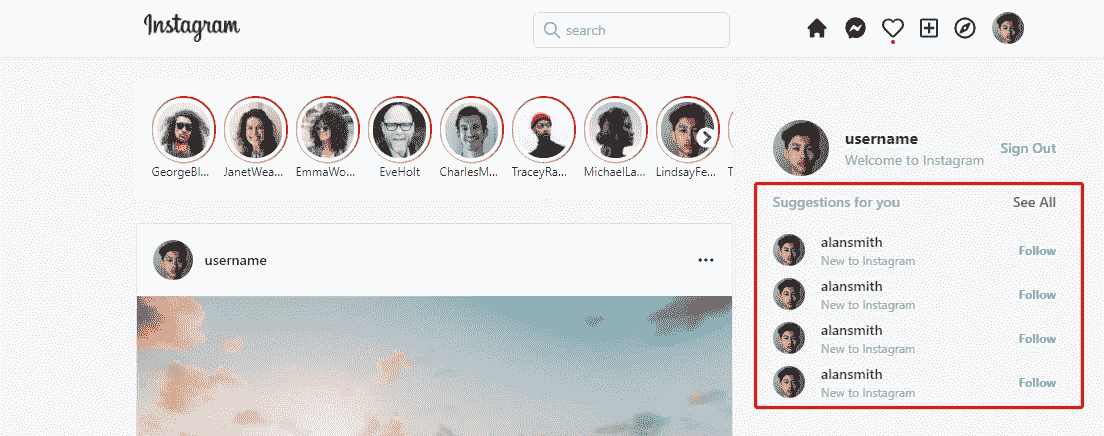 Instagram
search
GeorgeBl... JanetWea... EmmaWo... EveHolt CharlesM... TraceyRa... MichaelLa... LindsayFe... T
username
Welcome to Instagram
Sign Out
Suggestions for you See All
alansmith
New to Instagram
Follow
alansmith
New to Instagram
Follow
alansmith
New to Instagram
Follow
alansmith
New to Instagram
Follow
username